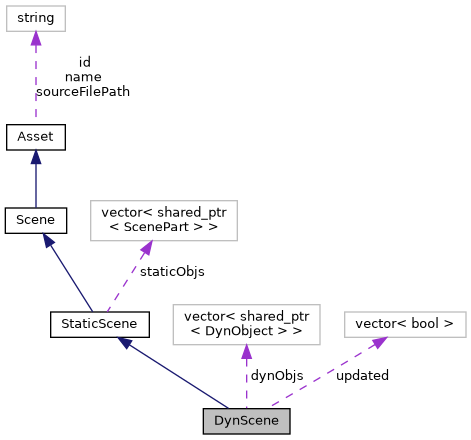 string
id
name
sourceFilePath
Asset
Scene
vector< shared_ptr
< ScenePart > >
staticObjs
StaticScene
vector< shared_ptr
< DynObject > >
vector< bool >
dynObjs
updated
DynScene